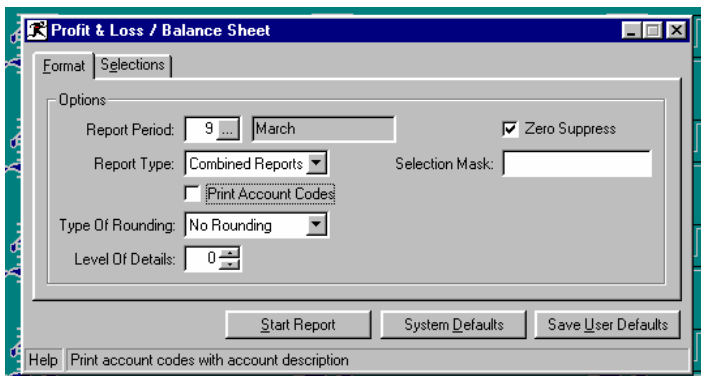 Profit & Loss / Balance Sheet
Format Selections
Options
Report Period: 9 ... March Zero Suppress
Report Type: Combined Reports Selection Mask:
Print Account Codes
Type Of Rounding: No Rounding
Level Of Details: 0
Start Report System Defaults Save User Defaults
Help Print account codes with account description